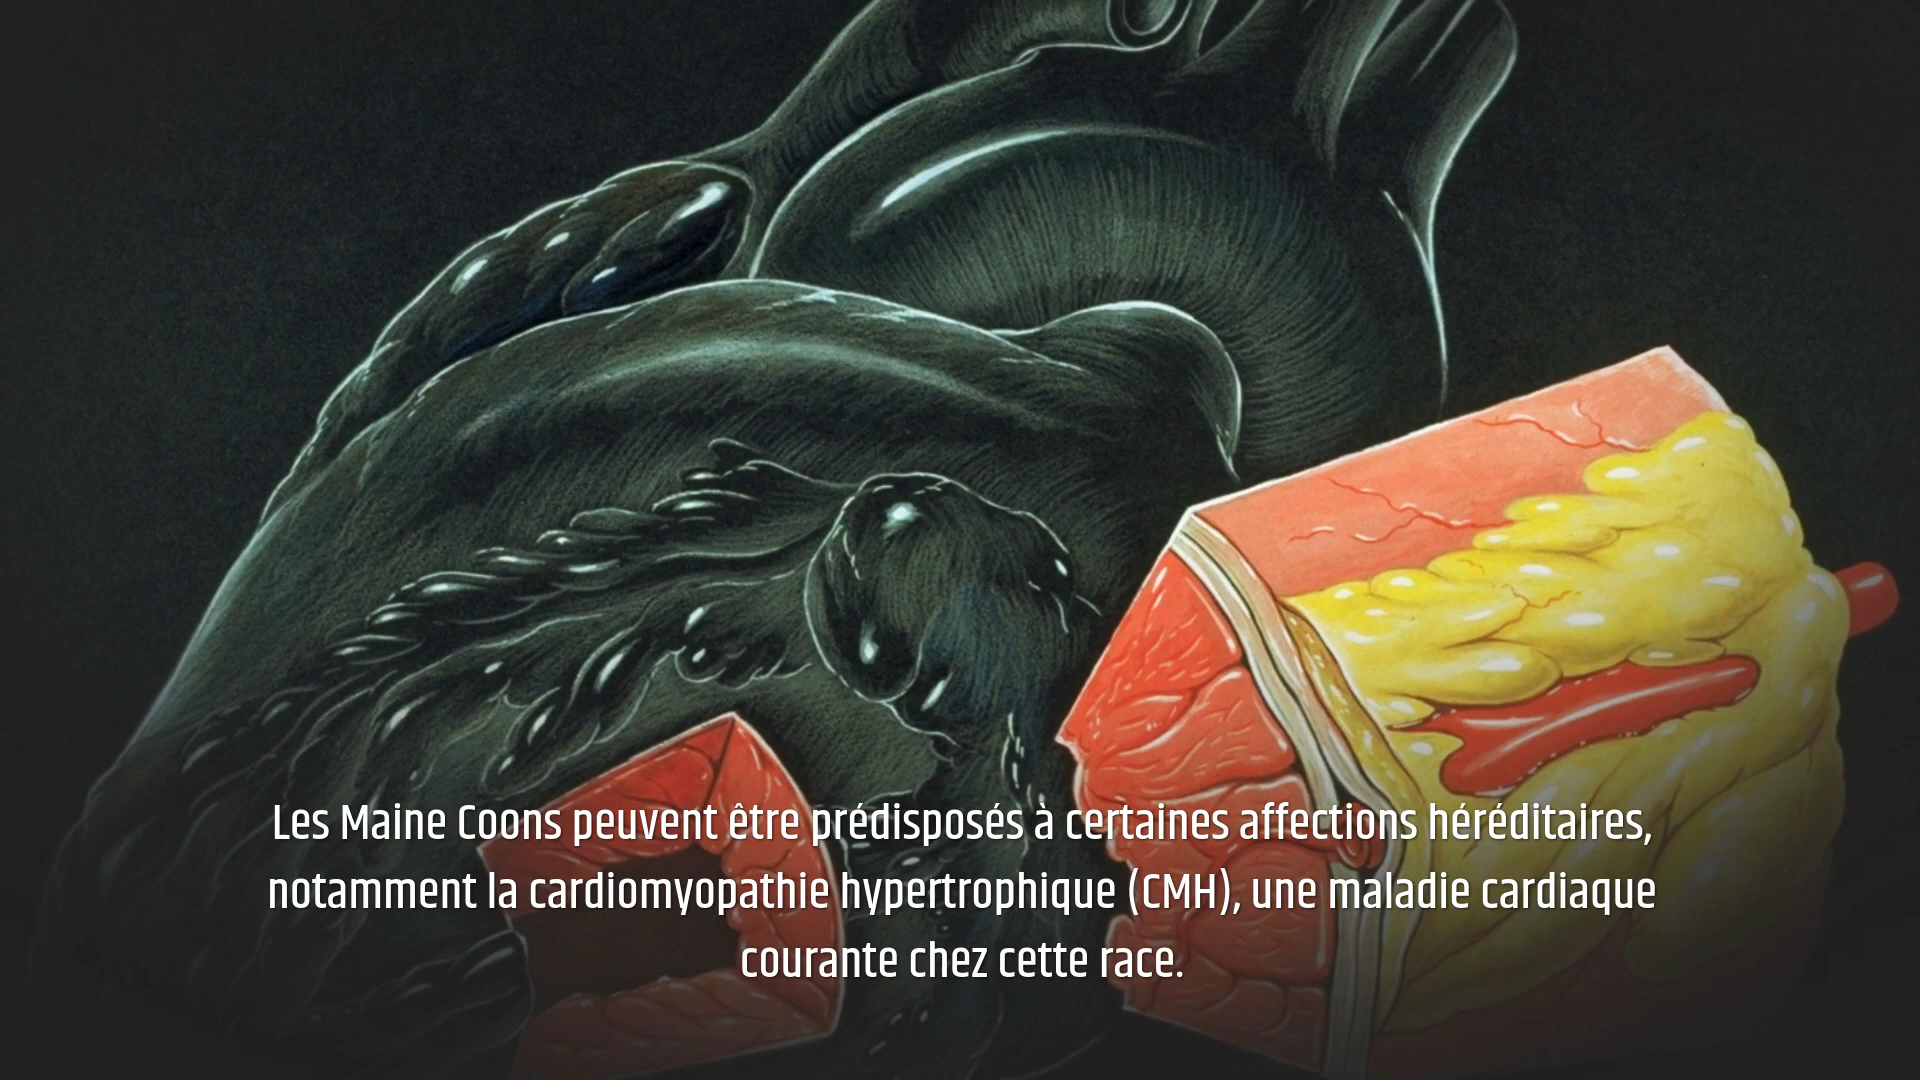 Les Maine Coons peuvent être prédisposés à certaines affections héréditaires,
notamment la cardiomyopathie hypertrophique (CMH), une maladie cardiaque
courante chez cette race.